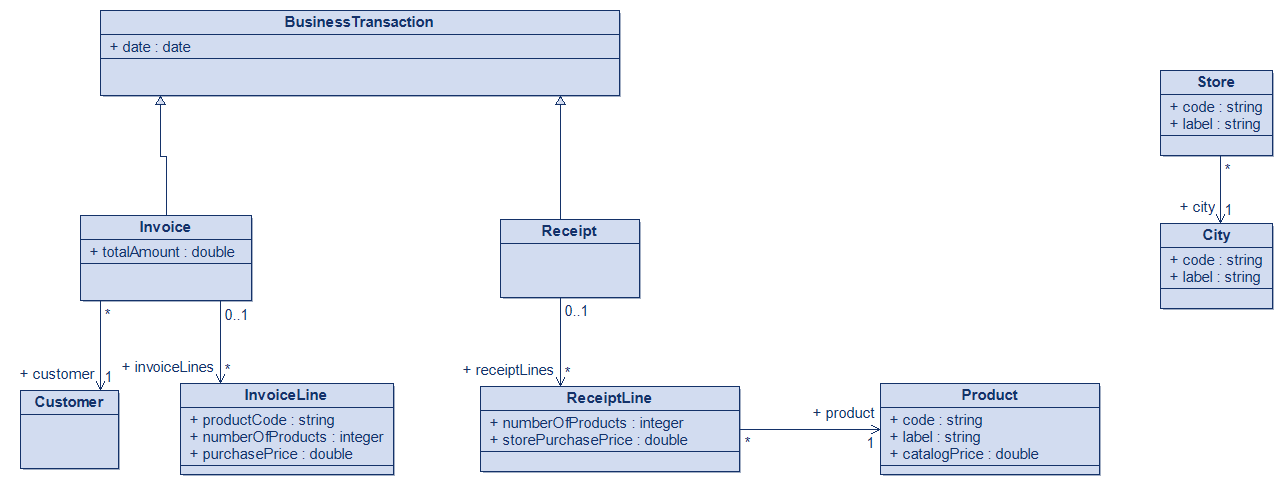 BusinessTransaction
+ date : date
Store
+ code : string
+ label : string
*
+ city
1
City
+ code : string
+ label : string
Invoice
+ totalAmount : double
Receipt
*
0..1
0..1
+ customer
1
+ invoiceLines
*
+ receiptLines
*
Customer
InvoiceLine
+ productCode : string
+ numberOfProducts : integer
+ purchasePrice : double
ReceiptLine
+ numberOfProducts : integer
+ storePurchasePrice : double
*
+ product
1
Product
+ code : string
+ label : string
+ catalogPrice : double